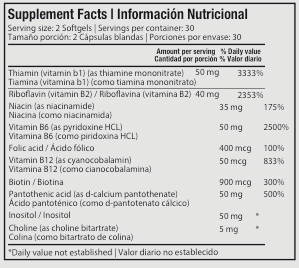 Supplement Facts | Información Nutricional
Serving size: 2 Softgels | Servings per container: 30
Tamaño porción: 2 Cápsulas blandas | Porciones por envase: 30
Amount per serving % Daily value
Cantidad por porción % Valor diario
Thiamin (vitamin b1) (as thiamine mononitrate) 50 mg 3333%
Tiamina (vitamina b1) (como tiamina mononitrato)
Riboflavin (vitamin B2) / Riboflavina (vitamina B2) 40 mg 2353%
Niacin (as niacinamide) 35 mg 175%
Niacina (como niacinamida)
Vitamin B6 (as pyridoxine HCL) 50 mg 2500%
Vitamina B6 (como piridoxina HCL)
Folic acid / Ácido fólico 400 mcg 100%
Vitamin B12 (as cyanocobalamin) 50 mcg 833%
Vitamina B12 (como cianocobalamina)
Biotin / Biotina 900 mcg 300%
Pantothenic acid (as d-calcium pantothenate) 50 mg 500%
Ácido pantoténico (como d-pantotenato cálcico)
Inositol / Inositol 50 mg *
Choline (as choline bitartrate) 5 mg *
Colina (como bitartrato de colina)
*Daily value not established | Valor diario no establecido